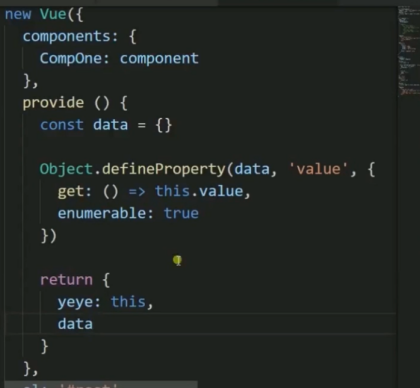 new Vue({
  components: {
    CompOne: component
  },
  provide () {
    const data = {}

    Object.defineProperty(data, 'value', {
      get: () => this.value,
      enumerable: true
    })

    return {
      yeye: this,
      data
    }
  },